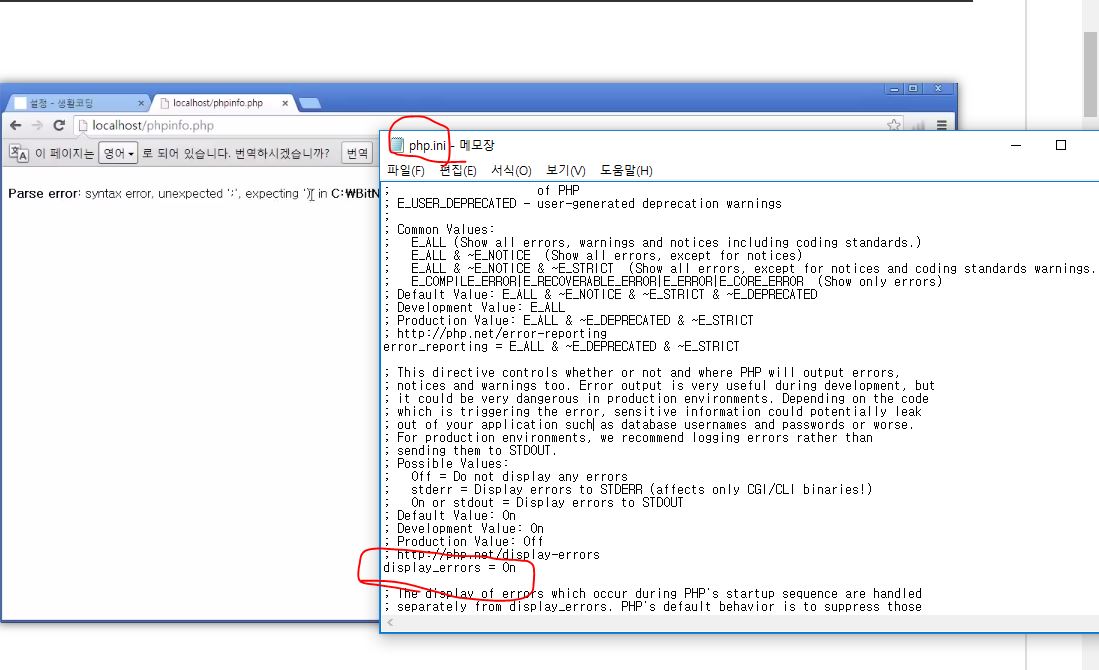 설정 - 생활코딩
localhost/phpinfo.php
localhost/phpinfo.php
이 페이지는 영어 로 되어 있습니다. 번역하시겠습니까? 번역
Parse error: syntax error, unexpected ';', expecting ')' in C:₩BitN
php.ini - 메모장
파일(F) 편집(E) 서식(O) 보기(V) 도움말(H)
; of PHP
; E_USER_DEPRECATED - user-generated deprecation warnings
;
; Common Values:
; E_ALL (Show all errors, warnings and notices including coding standards.)
; E_ALL & ~E_NOTICE (Show all errors, except for notices)
; E_ALL & ~E_NOTICE & ~E_STRICT (Show all errors, except for notices and coding standards warnings.
; E_COMPILE_ERROR|E_RECOVERABLE_ERROR|E_ERROR|E_CORE_ERROR (Show only errors)
; Default Value: E_ALL & ~E_NOTICE & ~E_STRICT & ~E_DEPRECATED
; Development Value: E_ALL
; Production Value: E_ALL & ~E_DEPRECATED & ~E_STRICT
; http://php.net/error-reporting
error_reporting = E_ALL & ~E_DEPRECATED & ~E_STRICT
; This directive controls whether or not and where PHP will output errors,
; notices and warnings too. Error output is very useful during development, but
; it could be very dangerous in production environments. Depending on the code
; which is triggering the error, sensitive information could potentially leak
; out of your application such as database usernames and passwords or worse.
; For production environments, we recommend logging errors rather than
; sending them to STDOUT.
; Possible Values:
; Off = Do not display any errors
; stderr = Display errors to STDERR (affects only CGI/CLI binaries!)
; On or stdout = Display errors to STDOUT
; Default Value: On
; Development Value: On
; Production Value: Off
; http://php.net/display-errors
display_errors = On
; The display of errors which occur during PHP's startup sequence are handled
; separately from display_errors. PHP's default behavior is to suppress those